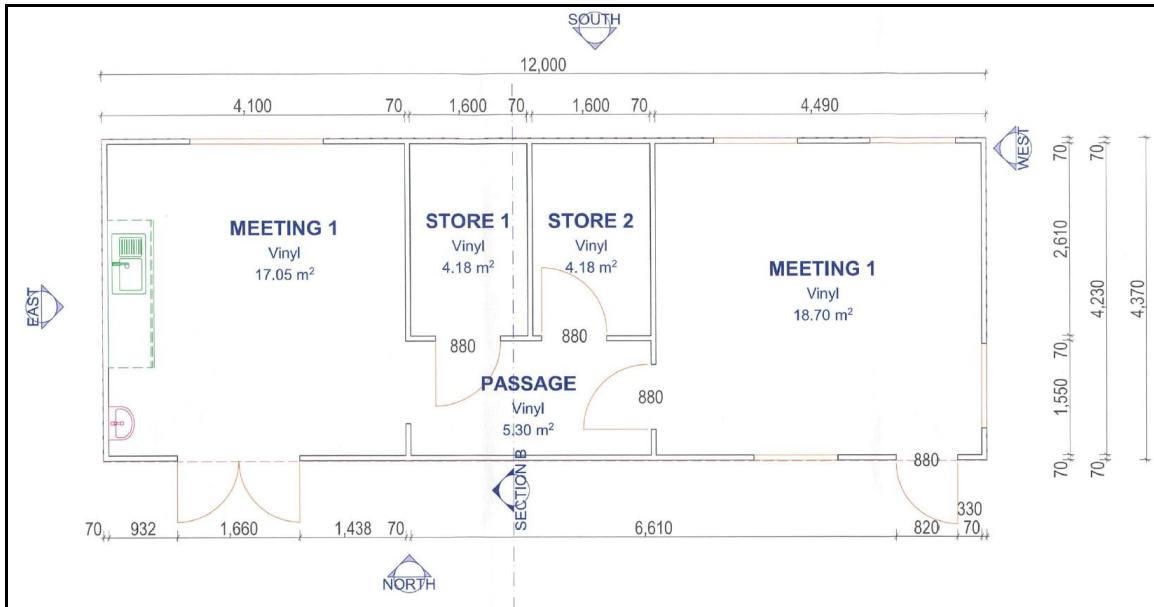 SOUTH
12,000
4,100 70 1,600 70 1,600 70 4,490
WEST
70 70
2,610
4,230
4,370
70
1,550
70 70
MEETING 1
Vinyl
17.05 m²
STORE 1
Vinyl
4.18 m²
STORE 2
Vinyl
4.18 m²
MEETING 1
Vinyl
18.70 m²
EAST
880
880
880
PASSAGE
Vinyl
5.30 m²
SECTION B
880
330
70 932 1,660 1,438 70 6,610 820 70
NORTH